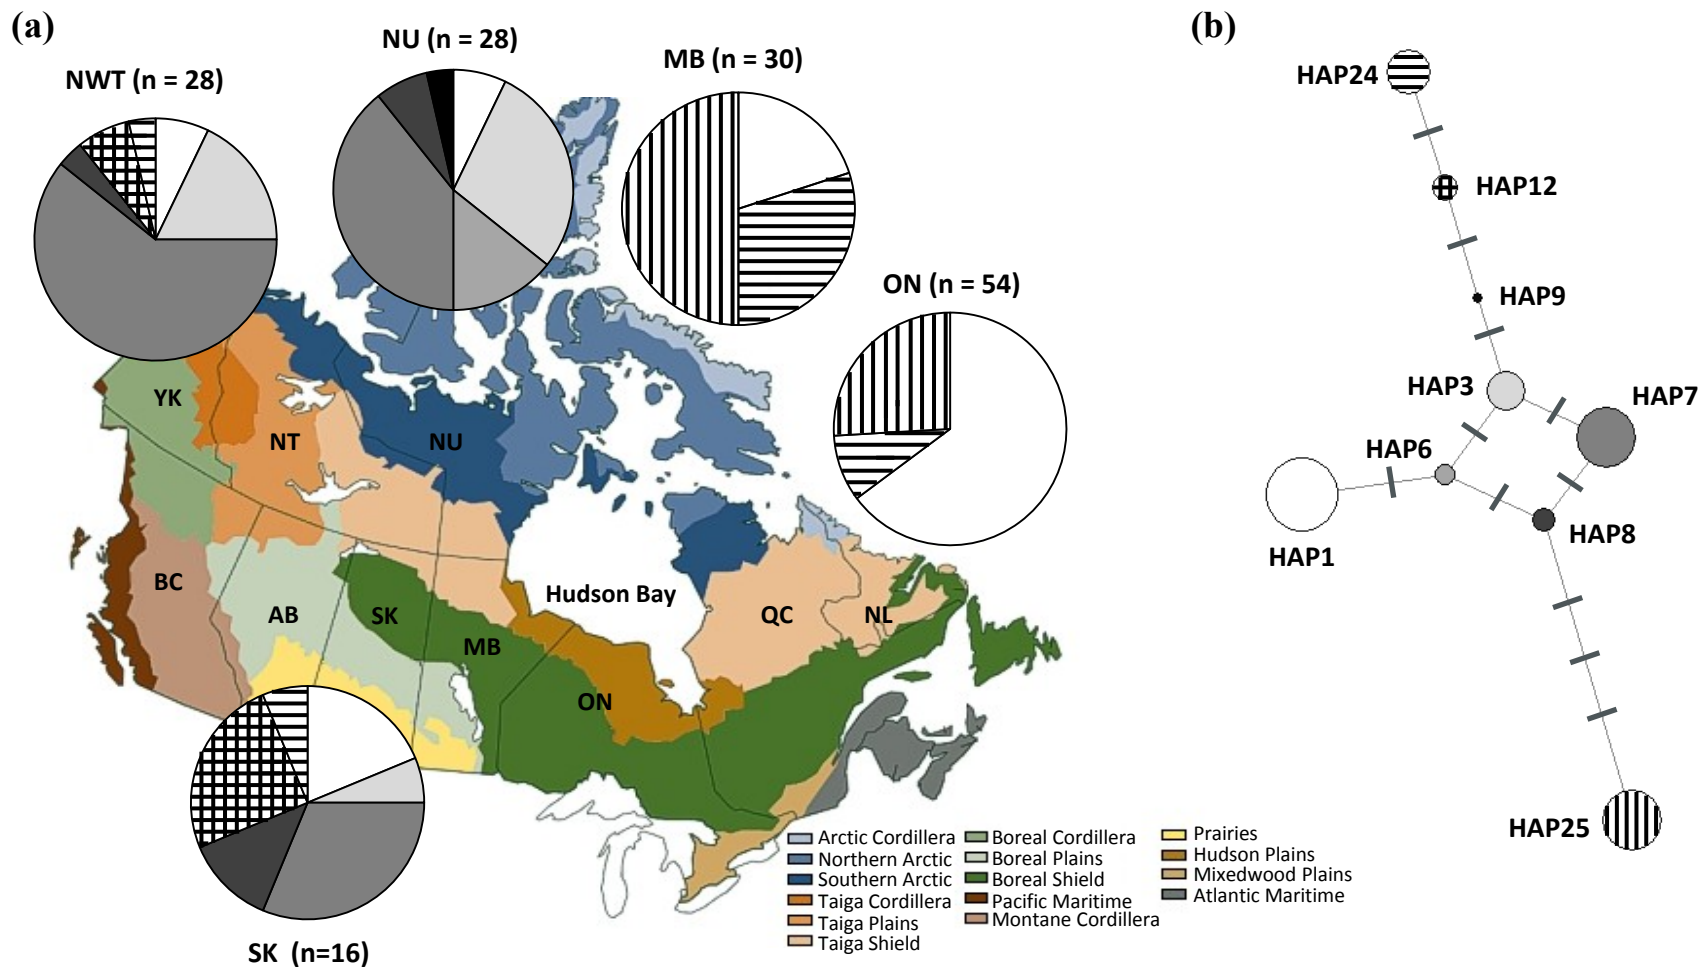 (a)
NWT (n = 28)
NU (n = 28)
MB (n = 30)
ON (n = 54)
YK
NT
NU
BC
AB
SK
MB
ON
Hudson Bay
QC
NL
SK (n=16)
Arctic Cordillera
Northern Arctic
Southern Arctic
Taiga Cordillera
Taiga Plains
Taiga Shield
Boreal Cordillera
Boreal Plains
Boreal Shield
Pacific Maritime
Montane Cordillera
Prairies
Hudson Plains
Mixedwood Plains
Atlantic Maritime
(b)
HAP24
HAP12
HAP9
HAP3
HAP7
HAP6
HAP1
HAP8
HAP25